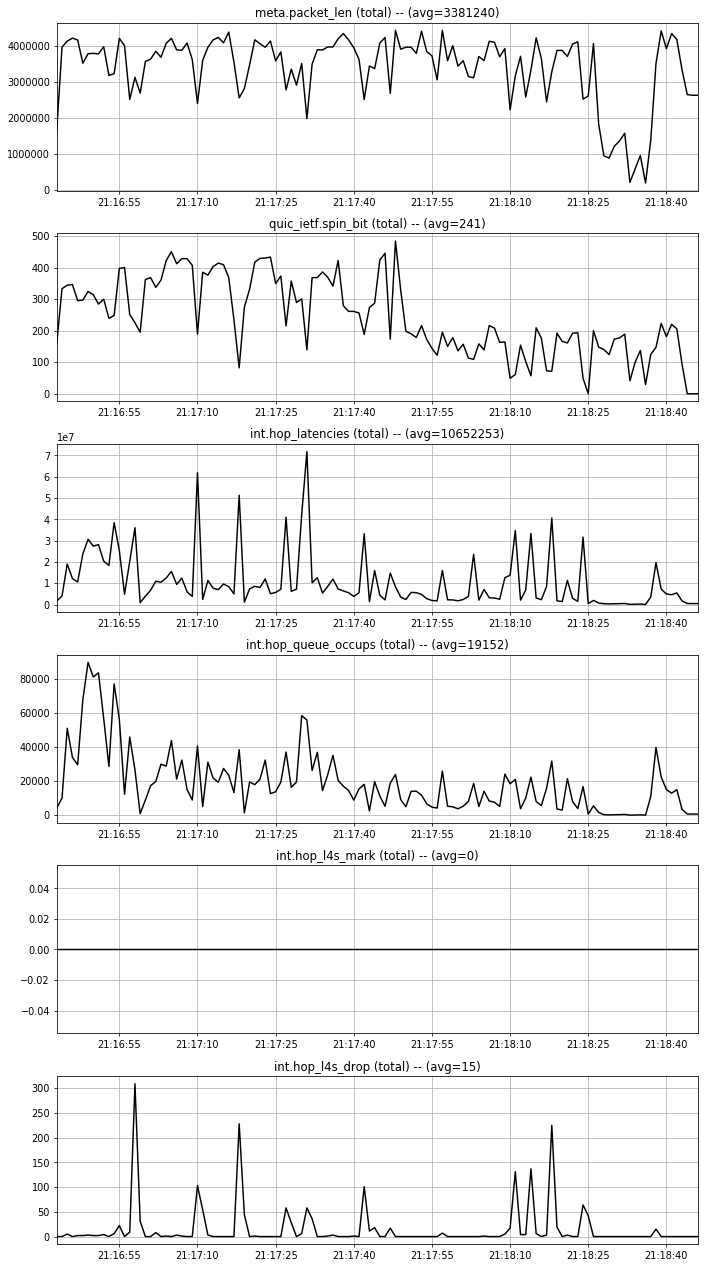 meta.packet_len (total) -- (avg=3381240)
4000000
3000000
2000000
1000000
0
21:16:55 21:17:10 21:17:25 21:17:40 21:17:55 21:18:10 21:18:25 21:18:40
quic_ietf.spin_bit (total) -- (avg=241)
500
400
300
200
100
0
21:16:55 21:17:10 21:17:25 21:17:40 21:17:55 21:18:10 21:18:25 21:18:40
int.hop_latencies (total) -- (avg=10652253)
1e7
7
6
5
4
3
2
1
0
21:16:55 21:17:10 21:17:25 21:17:40 21:17:55 21:18:10 21:18:25 21:18:40
int.hop_queue_occups (total) -- (avg=19152)
80000
60000
40000
20000
0
21:16:55 21:17:10 21:17:25 21:17:40 21:17:55 21:18:10 21:18:25 21:18:40
int.hop_l4s_mark (total) -- (avg=0)
0.04
0.02
0.00
−0.02
−0.04
21:16:55 21:17:10 21:17:25 21:17:40 21:17:55 21:18:10 21:18:25 21:18:40
int.hop_l4s_drop (total) -- (avg=15)
300
250
200
150
100
50
0
21:16:55 21:17:10 21:17:25 21:17:40 21:17:55 21:18:10 21:18:25 21:18:40